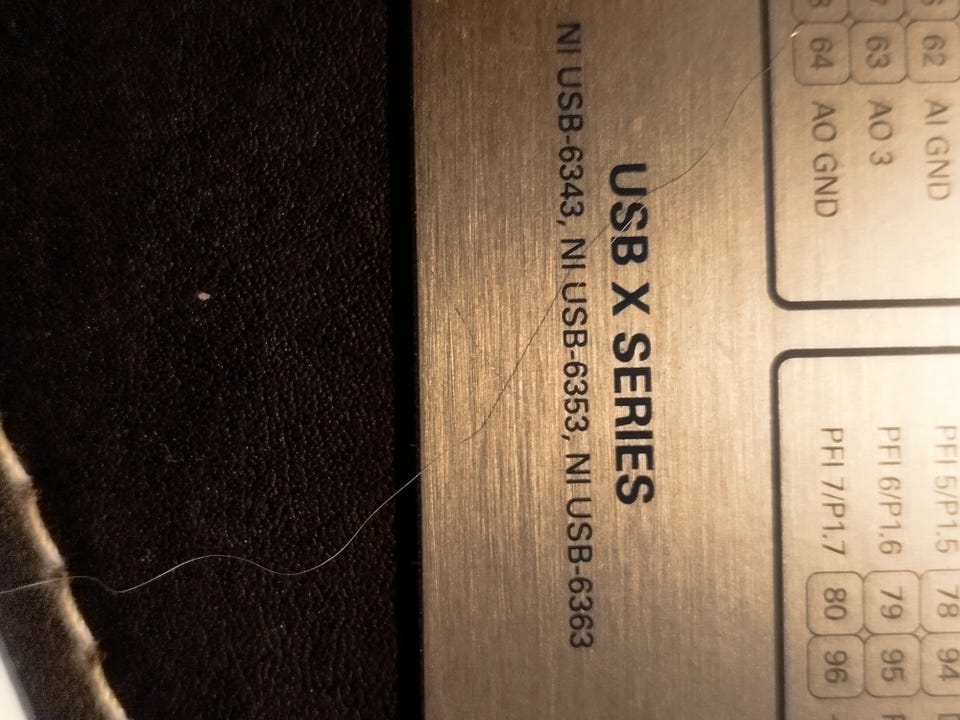 62 AI GND PFI 5/P1.5 78 94
63 AO 3 PFI 6/P1.6 79 95
64 AO GND PFI 7/P1.7 80 96
USB X SERIES
NI USB-6343, NI USB-6353, NI USB-6363